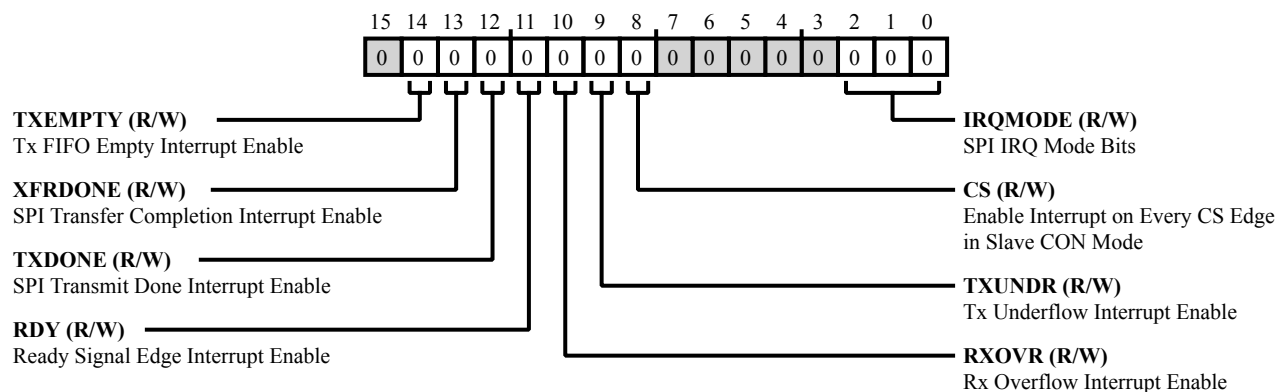 15 14 13 12 11 10 9 8 7 6 5 4 3 2 1 0
0 0 0 0 0 0 0 0 0 0 0 0 0 0 0 0
TXEMPTY (R/W)
Tx FIFO Empty Interrupt Enable
XFRDONE (R/W)
SPI Transfer Completion Interrupt Enable
TXDONE (R/W)
SPI Transmit Done Interrupt Enable
RDY (R/W)
Ready Signal Edge Interrupt Enable
IRQMODE (R/W)
SPI IRQ Mode Bits
CS (R/W)
Enable Interrupt on Every CS Edge
in Slave CON Mode
TXUNDR (R/W)
Tx Underflow Interrupt Enable
RXOVR (R/W)
Rx Overflow Interrupt Enable